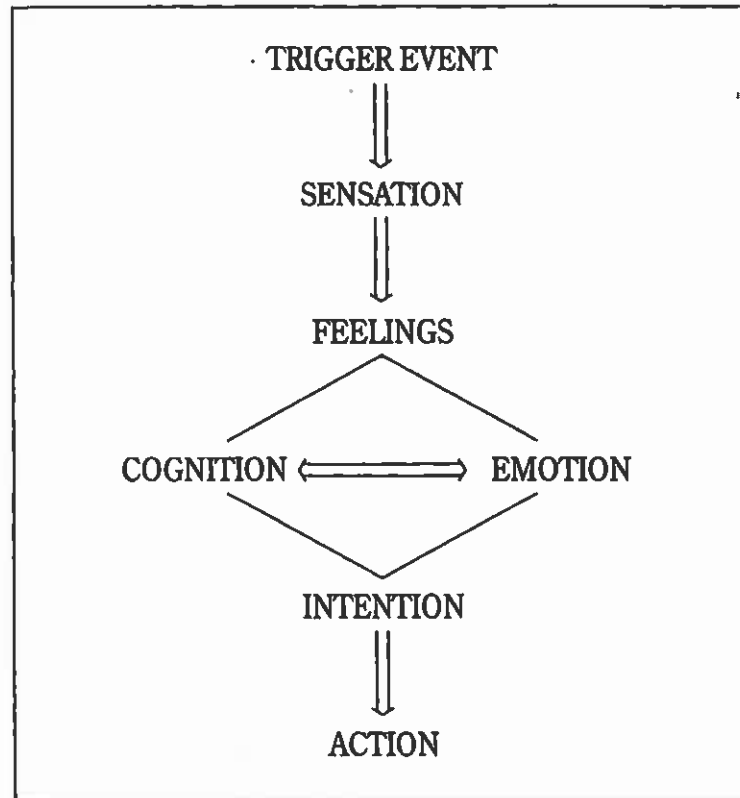 TRIGGER EVENT
SENSATION
FEELINGS
COGNITION EMOTION
INTENTION
ACTION